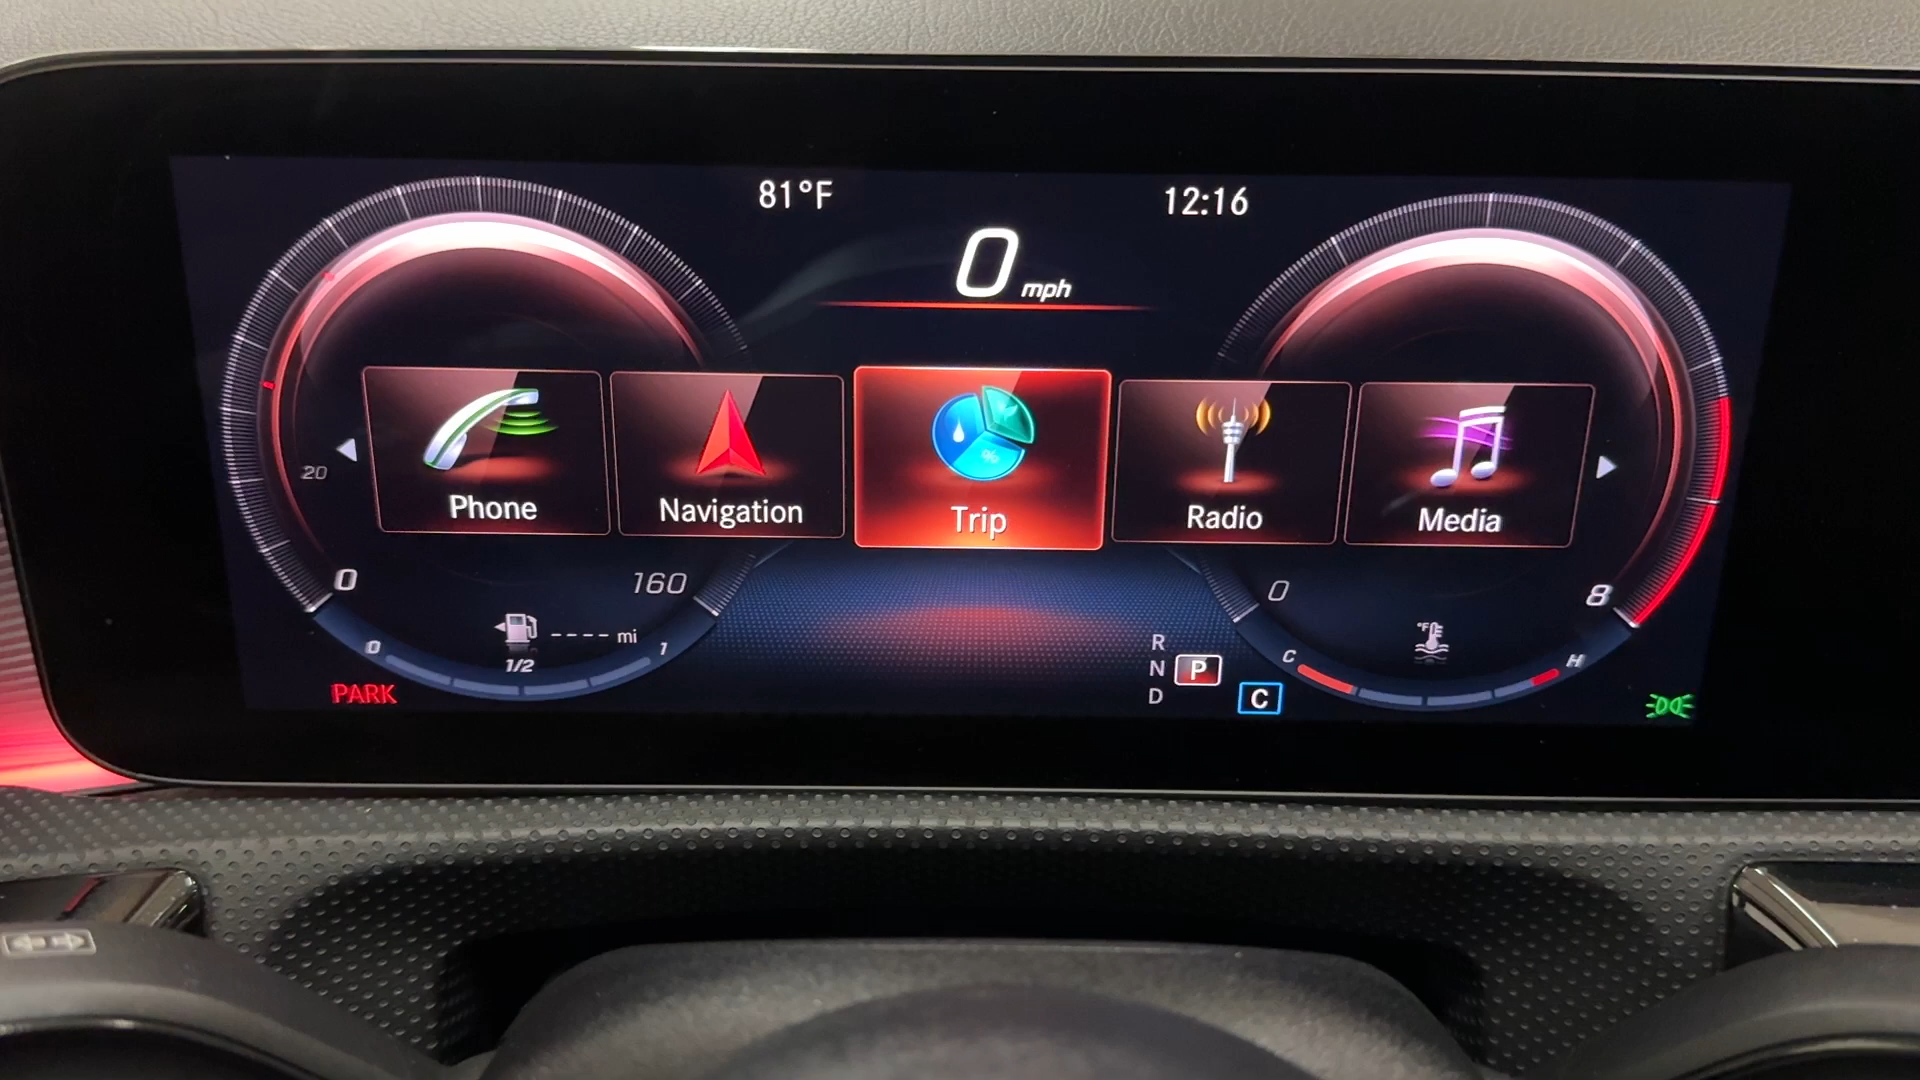 81°F
12:16
0 mph
Phone
Navigation
Trip
Radio
Media
20
0
160
0
8
---- mi
0
1/2
1
R
N
P
D
C
C
°F
H
PARK